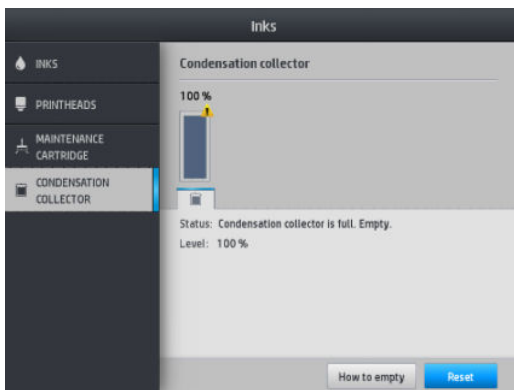 Inks
INKS
PRINTHEADS
MAINTENANCE
CARTRIDGE
CONDENSATION
COLLECTOR
Condensation collector
100 %
Status: Condensation collector is full. Empty.
Level: 100 %
How to empty
Reset